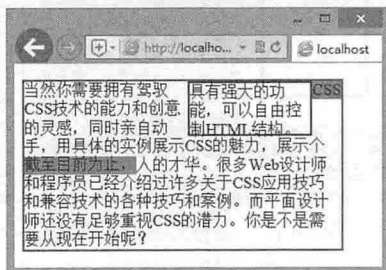 http://localho...
localhost
当然你需要拥有驾驭
CSS技术的能力和创意
的灵感，同时亲自动
手，用具体的实例展示CSS的魅力，展示个
截至目前为止，人的才华。很多Web设计师
和程序员已经介绍过许多关于CSS应用技巧
和兼容技术的各种技巧和案例。而平面设计
师还没有足够重视CSS的潜力。你是不是需
要从现在开始呢？
具有强大的功
能，可以自由控
制HTML结构。
CSS